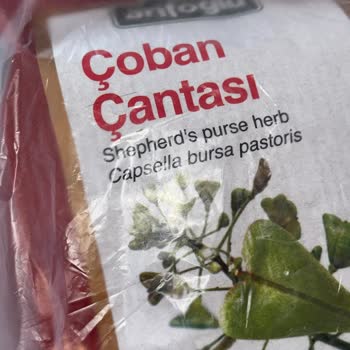 Çoban
Çantası
Shepherd's purse herb
Capsella bursa pastoris